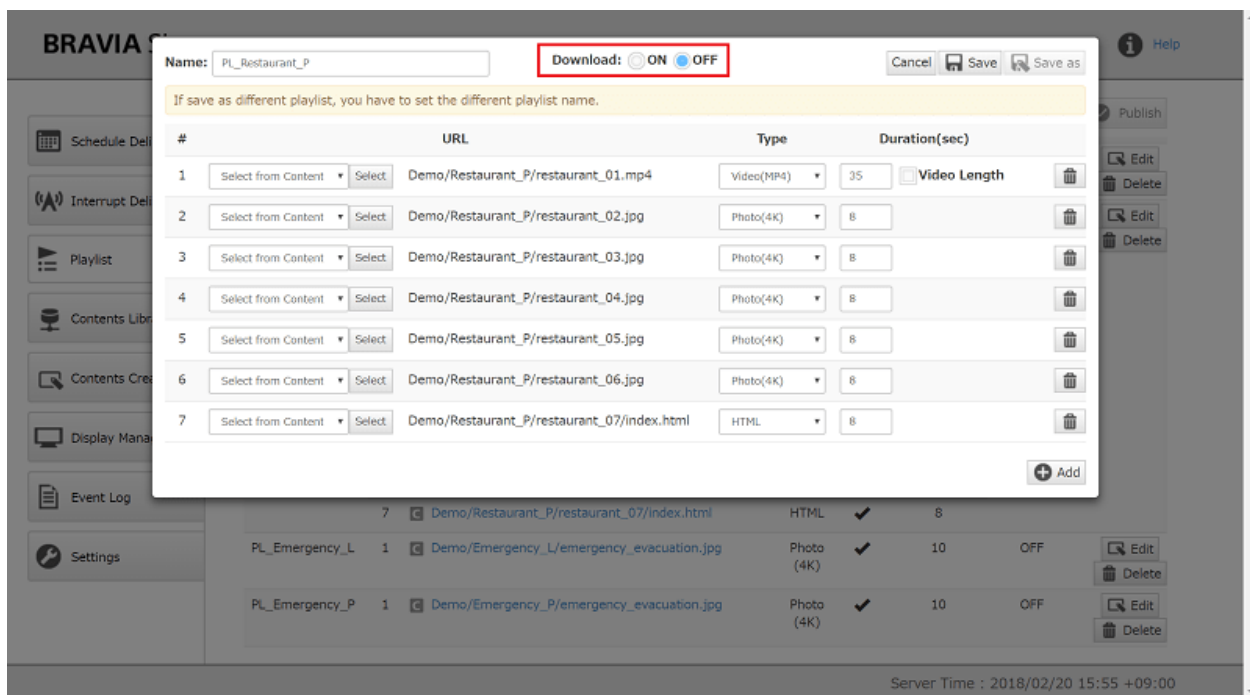 BRAVIA
Help
Name: PL_Restaurant_P Download: ON OFF Cancel Save Save as
If save as different playlist, you have to set the different playlist name.
Publish
# URL Type Duration(sec)
Schedule Deli
Edit
1 Select from Content Select Demo/Restaurant_P/restaurant_01.mp4 Video(MP4) 35 Video Length
Delete
Interrupt Deli
2 Select from Content Select Demo/Restaurant_P/restaurant_02.jpg Photo(4K) 8
Edit
Delete
Playlist
3 Select from Content Select Demo/Restaurant_P/restaurant_03.jpg Photo(4K) 8
4 Select from Content Select Demo/Restaurant_P/restaurant_04.jpg Photo(4K) 8
Contents Libr
5 Select from Content Select Demo/Restaurant_P/restaurant_05.jpg Photo(4K) 8
Contents Crea
6 Select from Content Select Demo/Restaurant_P/restaurant_06.jpg Photo(4K) 8
7 Select from Content Select Demo/Restaurant_P/restaurant_07/index.html HTML 8
Display Mana
Add
Event Log
7 C Demo/Restaurant_P/restaurant_07/index.html HTML 8
Settings
PL_Emergency_L 1 C Demo/Emergency_L/emergency_evacuation.jpg Photo (4K) 10 OFF Edit
Delete
PL_Emergency_P 1 C Demo/Emergency_P/emergency_evacuation.jpg Photo (4K) 10 OFF Edit
Delete
Server Time : 2018/02/20 15:55 +09:00